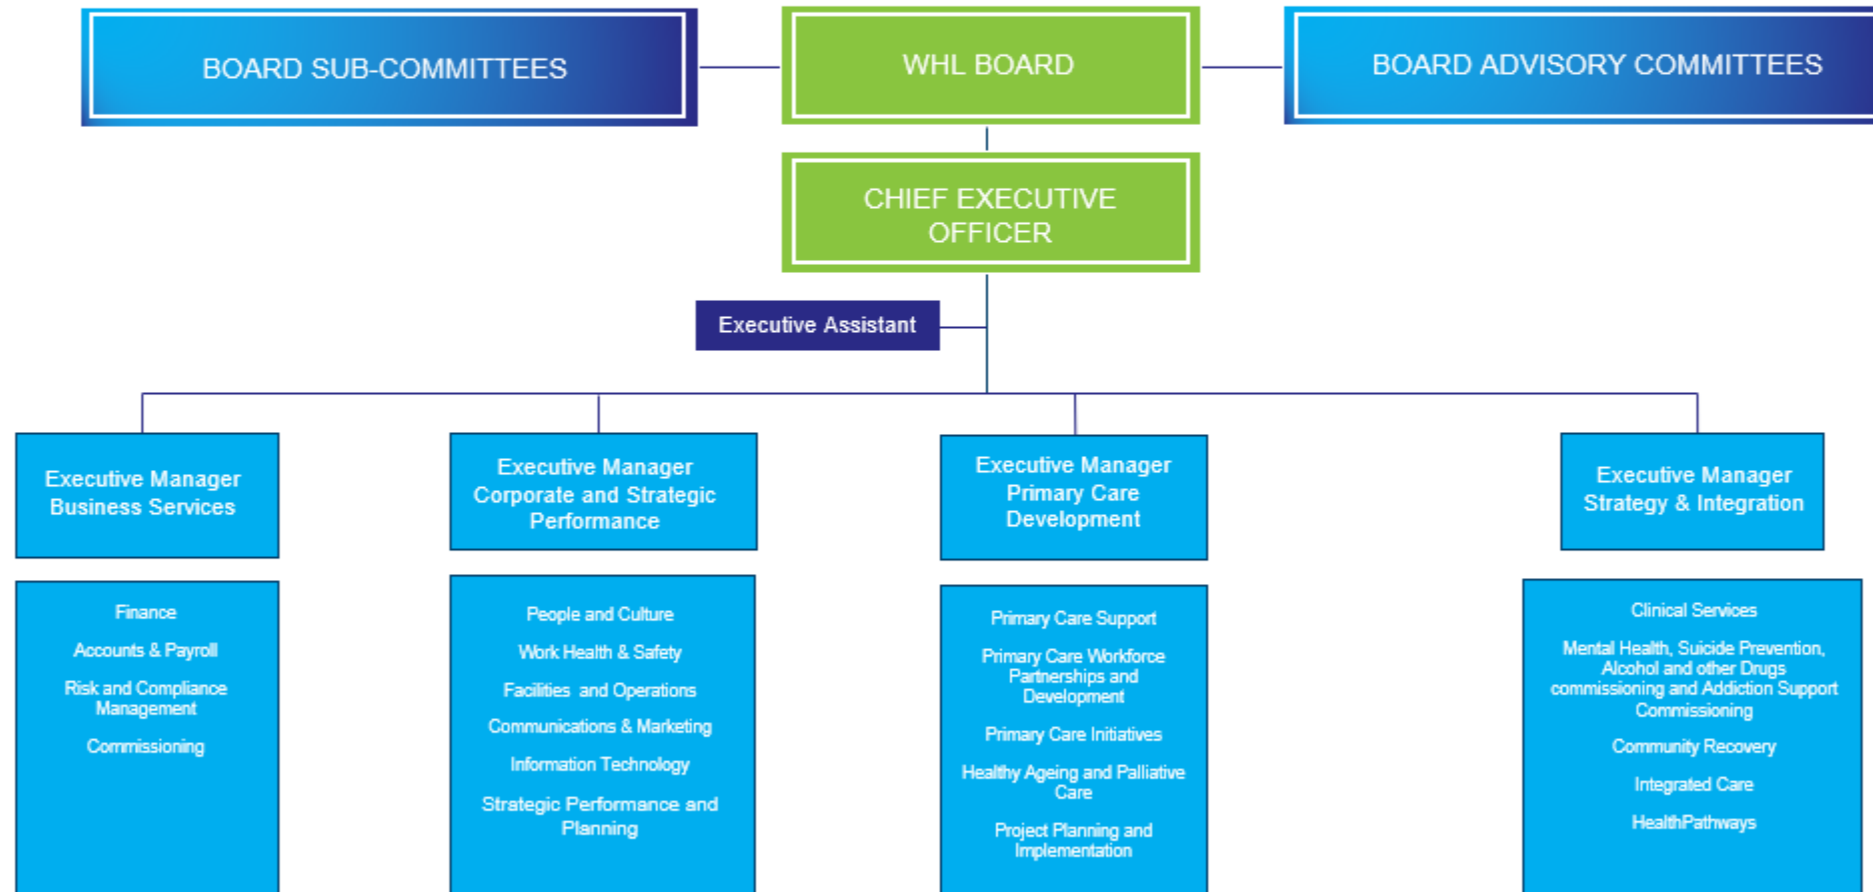 BOARD SUB-COMMITTEES
WHL BOARD
BOARD ADVISORY COMMITTEES
CHIEF EXECUTIVE
OFFICER
Executive Assistant
Executive Manager
Business Services
Executive Manager
Corporate and Strategic
Performance
Executive Manager
Primary Care
Development
Executive Manager
Strategy & Integration
Finance
Accounts & Payroll
Risk and Compliance
Management
Commissioning
People and Culture
Work Health & Safety
Facilities and Operations
Communications & Marketing
Information Technology
Strategic Performance and
Planning
Primary Care Support
Primary Care Workforce
Partnerships and
Development
Primary Care Initiatives
Healthy Ageing and Palliative
Care
Project Planning and
Implementation
Clinical Services
Mental Health, Suicide Prevention,
Alcohol and other Drugs
commissioning and Addiction Support
Commissioning
Community Recovery
Integrated Care
HealthPathways